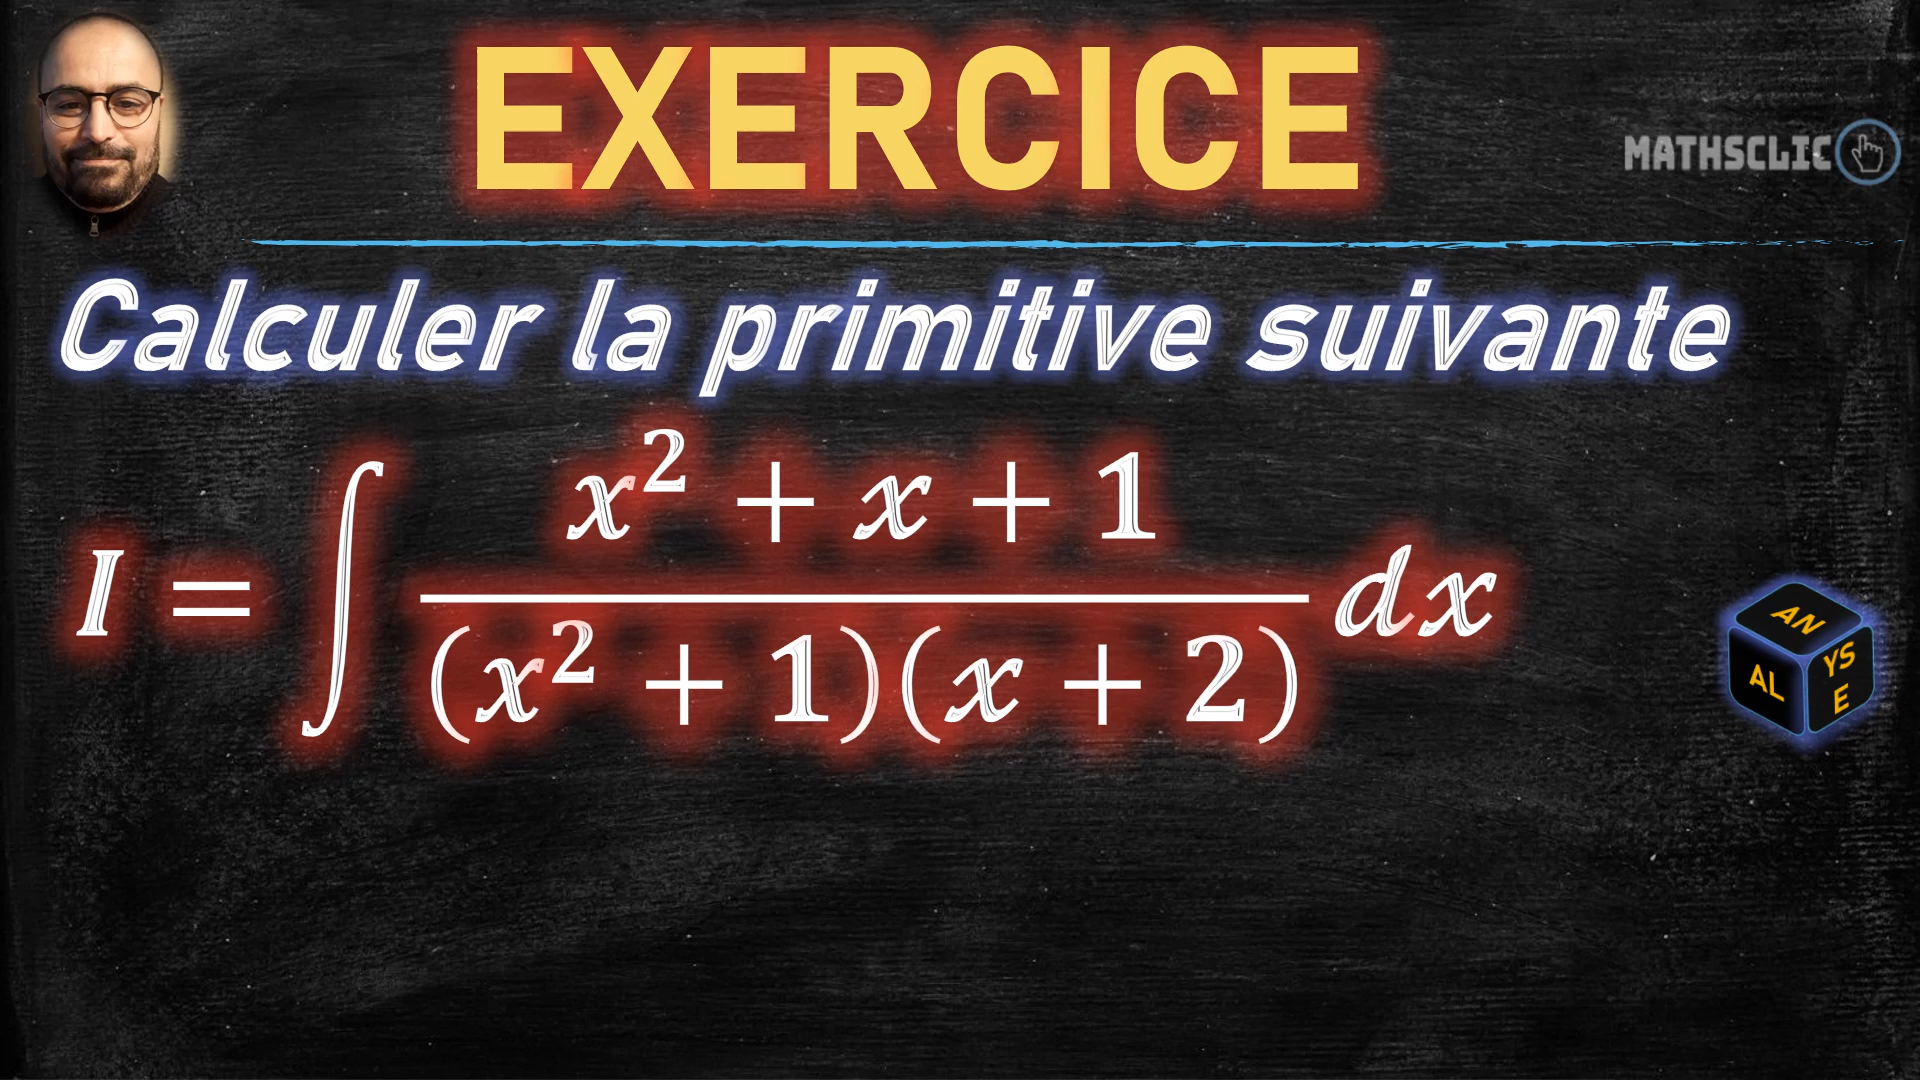 EXERCICE
MATHSCLIC
Calculer la primitive suivante
I = ∫ (x² + x + 1) / ((x² + 1)(x + 2)) dx
AN
AL
YS
E